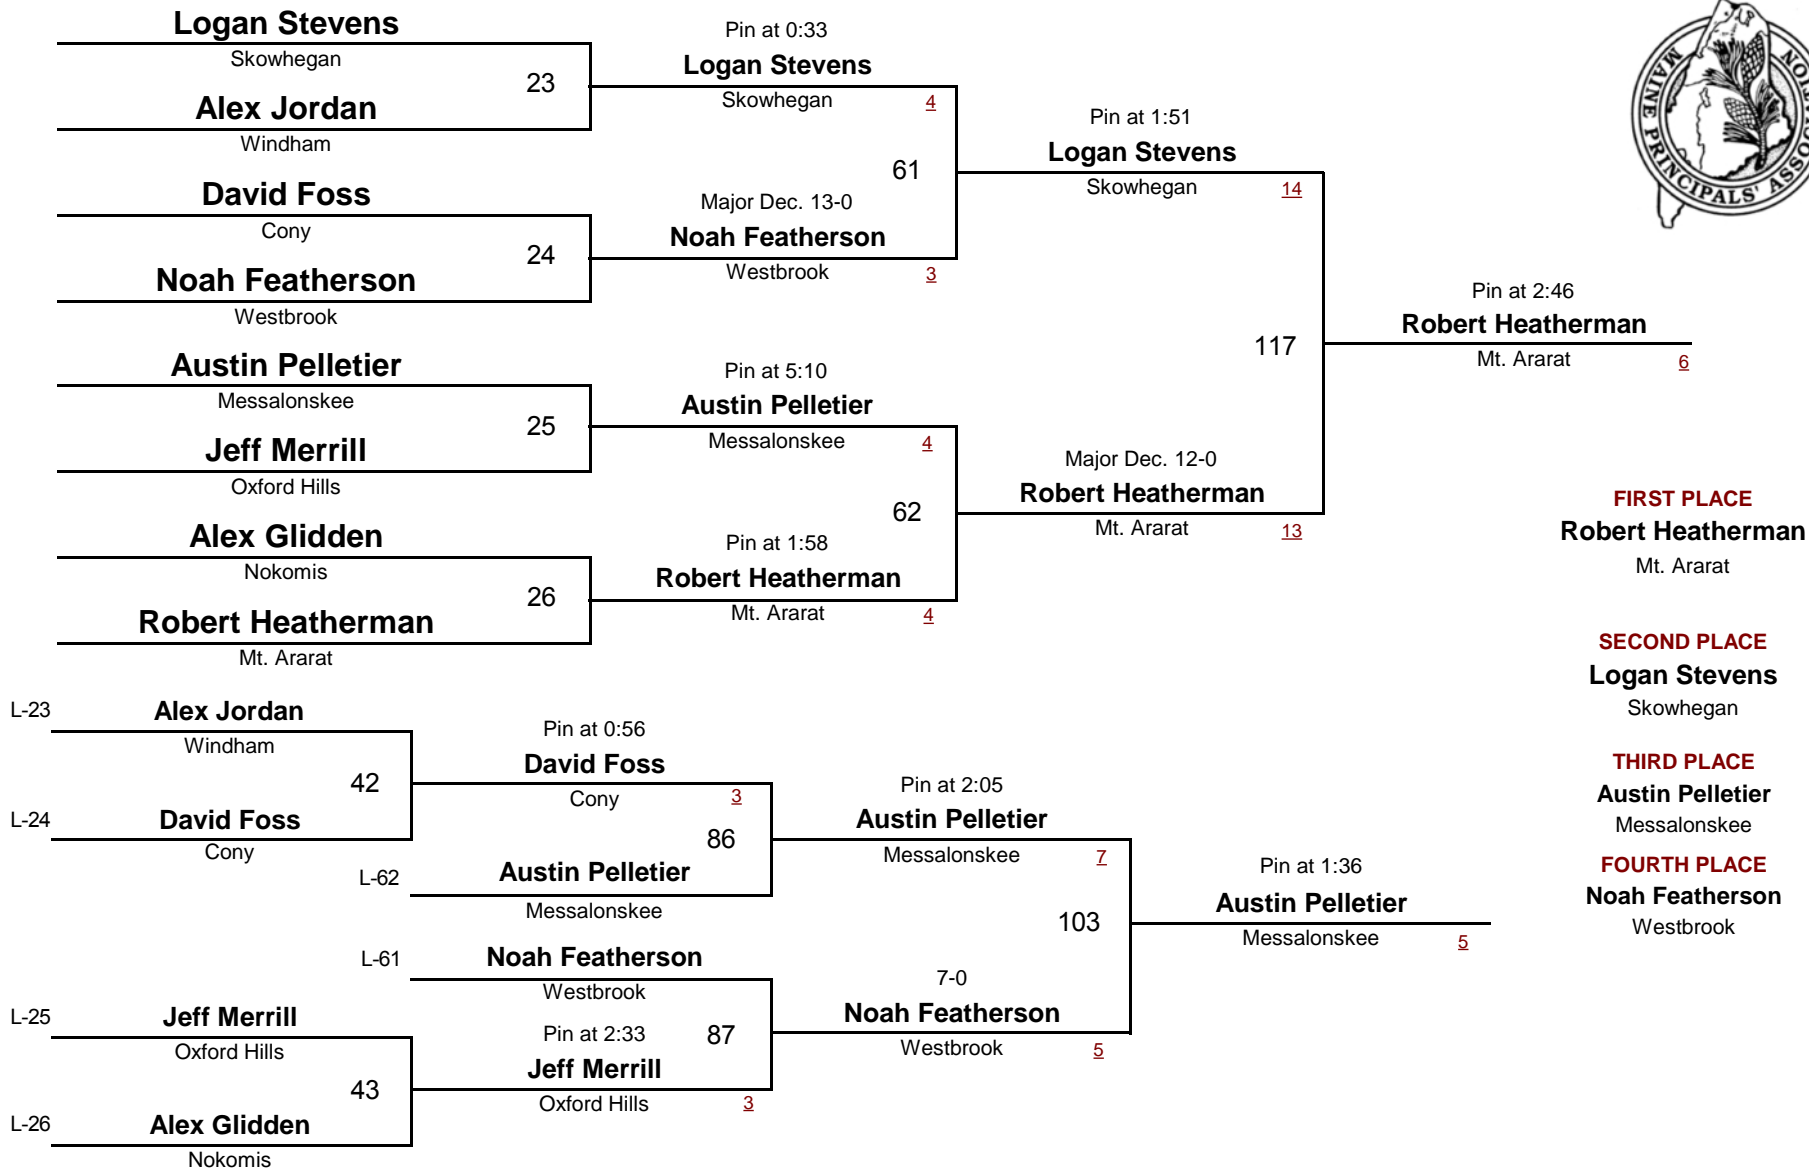 Logan Stevens
Skowhegan
23
Alex Jordan
Windham
David Foss
Cony
24
Noah Featherson
Westbrook
Austin Pelletier
Messalonskee
25
Jeff Merrill
Oxford Hills
Alex Glidden
Nokomis
26
Robert Heatherman
Mt. Ararat
Pin at 0:33
Logan Stevens
Skowhegan 4
61
Major Dec. 13-0
Noah Featherson
Westbrook 3
Pin at 5:10
Austin Pelletier
Messalonskee 4
62
Pin at 1:58
Robert Heatherman
Mt. Ararat 4
Pin at 1:51
Logan Stevens
Skowhegan 14
117
Major Dec. 12-0
Robert Heatherman
Mt. Ararat 13
Pin at 2:46
Robert Heatherman
Mt. Ararat 6
MAINE PRINCIPALS'
FIRST PLACE
Robert Heatherman
Mt. Ararat
SECOND PLACE
Logan Stevens
Skowhegan
THIRD PLACE
Austin Pelletier
Messalonskee
FOURTH PLACE
Noah Featherson
Westbrook
L-23 Alex Jordan
Windham
42
L-24 David Foss
Cony
Pin at 0:56
David Foss
Cony 3
86
L-62 Austin Pelletier
Messalonskee
L-61 Noah Featherson
Westbrook
87
L-25 Jeff Merrill
Oxford Hills
43
L-26 Alex Glidden
Nokomis
Pin at 2:33
Jeff Merrill
Oxford Hills 3
Pin at 2:05
Austin Pelletier
Messalonskee 7
103
7-0
Noah Featherson
Westbrook 5
Pin at 1:36
Austin Pelletier
Messalonskee 5